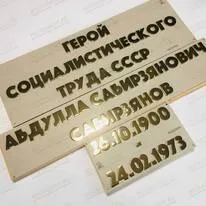 ГЕРОЙ
СОЦИАЛИСТИЧЕСКОГО
ТРУДА СССР
АБДУЛЛА САБИРЗЯНОВИЧ
САБИРЗЯНОВ
26.10.1900
24.02.1973